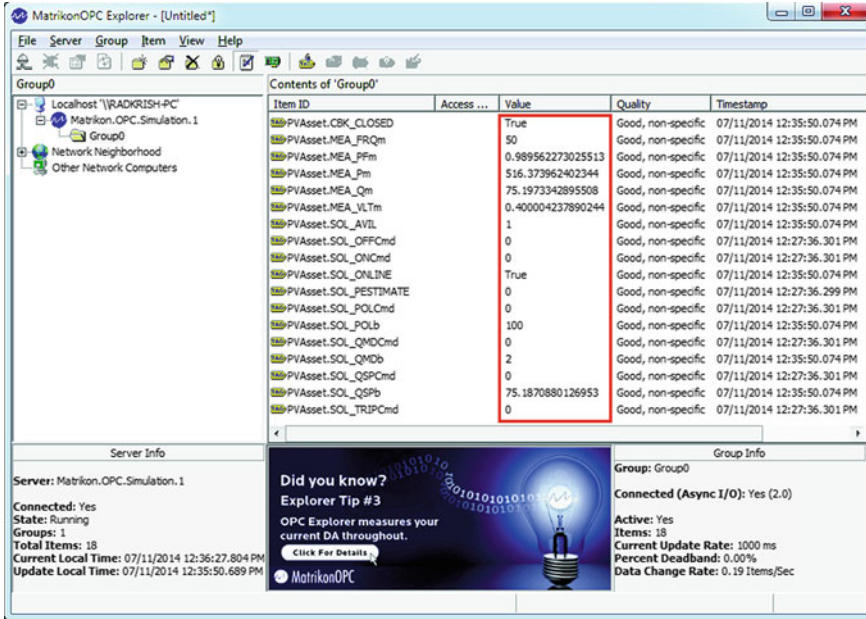 MatrikonOPC Explorer - [Untitled*]
File Server Group Item View Help
Group0
Localhost '\\RADKRISH-PC'
Matrikon.OPC.Simulation.1
Group0
Network Neighborhood
Other Network Computers
Contents of 'Group0'
Item ID Access ... Value Quality Timestamp
PVAsset.CBK_CLOSED True Good, non-specific 07/11/2014 12:35:50.074 PM
PVAsset.MEA_FRQm 50 Good, non-specific 07/11/2014 12:35:50.074 PM
PVAsset.MEA_PFm 0.989562273025513 Good, non-specific 07/11/2014 12:35:50.074 PM
PVAsset.MEA_Pm 516.373962402344 Good, non-specific 07/11/2014 12:35:50.074 PM
PVAsset.MEA_Qm 75.1973342895508 Good, non-specific 07/11/2014 12:35:50.074 PM
PVAsset.MEA_VLTm 0.400004237890244 Good, non-specific 07/11/2014 12:35:50.074 PM
PVAsset.SOL_AVIL 1 Good, non-specific 07/11/2014 12:35:50.074 PM
PVAsset.SOL_OFFCmd 0 Good, non-specific 07/11/2014 12:27:36.301 PM
PVAsset.SOL_ONCmd 0 Good, non-specific 07/11/2014 12:27:36.301 PM
PVAsset.SOL_ONLINE True Good, non-specific 07/11/2014 12:35:50.074 PM
PVAsset.SOL_PESTIMATE 0 Good, non-specific 07/11/2014 12:27:36.299 PM
PVAsset.SOL_POLCmd 0 Good, non-specific 07/11/2014 12:27:36.301 PM
PVAsset.SOL_POLb 100 Good, non-specific 07/11/2014 12:35:50.074 PM
PVAsset.SOL_QMDCmd 0 Good, non-specific 07/11/2014 12:27:36.301 PM
PVAsset.SOL_QMDb 2 Good, non-specific 07/11/2014 12:35:50.074 PM
PVAsset.SOL_QSPCmd 0 Good, non-specific 07/11/2014 12:27:36.301 PM
PVAsset.SOL_QSPb 75.1870880126953 Good, non-specific 07/11/2014 12:35:50.074 PM
PVAsset.SOL_TRIPCmd 0 Good, non-specific 07/11/2014 12:27:36.301 PM
Server Info
Server: Matrikon.OPC.Simulation.1
Connected: Yes
State: Running
Groups: 1
Total Items: 18
Current Local Time: 07/11/2014 12:36:27.804 PM
Update Local Time: 07/11/2014 12:35:50.689 PM
Did you know?
Explorer Tip #3
OPC Explorer measures your
current DA throughout.
Click For Details
MatrikonOPC
Group Info
Group: Group0
Connected (Async I/O): Yes (2.0)
Active: Yes
Items: 18
Current Update Rate: 1000 ms
Percent Deadband: 0.00%
Data Change Rate: 0.19 Items/Sec